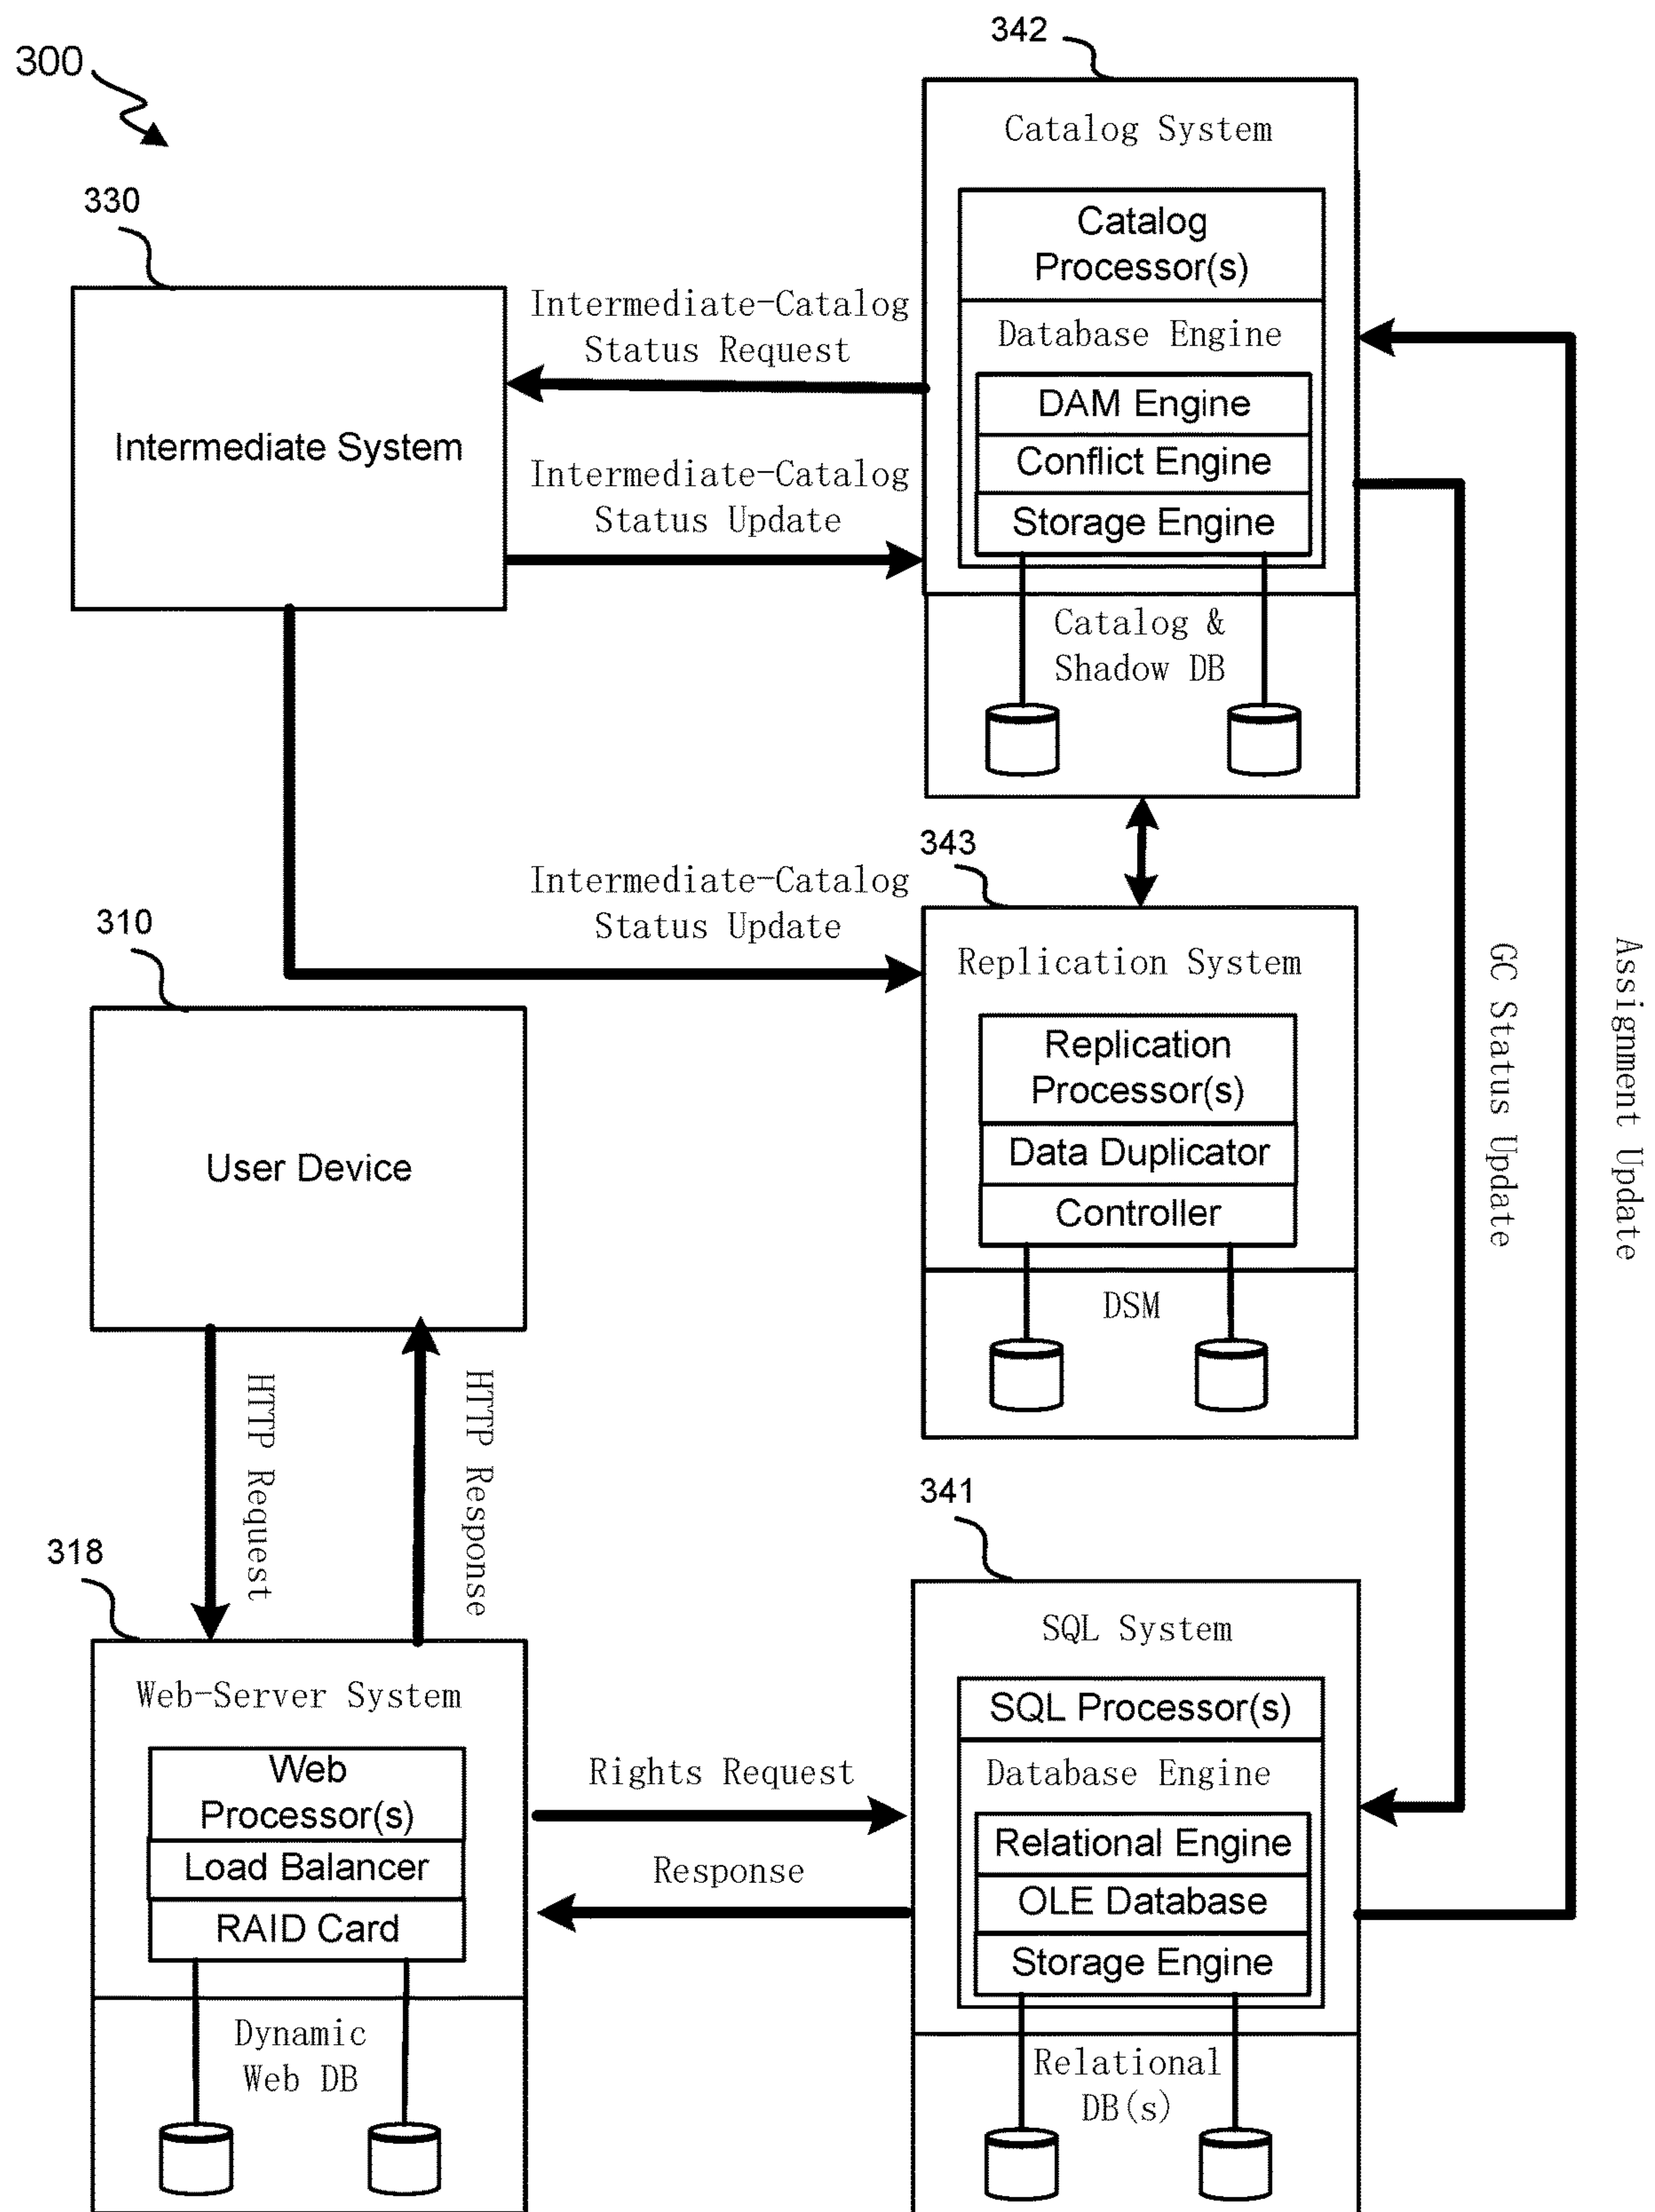 300
342
Catalog System
Catalog
Processor(s)
Database Engine
DAM Engine
Conflict Engine
Storage Engine
Catalog &
Shadow DB
330
Intermediate System
Intermediate-Catalog
Status Request
Intermediate-Catalog
Status Update
Intermediate-Catalog
Status Update
343
Replication System
Replication
Processor(s)
Data Duplicator
Controller
DSM
GC Status Update
Assignment Update
310
User Device
HTTP Request
HTTP Response
318
Web-Server System
Web
Processor(s)
Load Balancer
RAID Card
Dynamic
Web DB
Rights Request
Response
341
SQL System
SQL Processor(s)
Database Engine
Relational Engine
OLE Database
Storage Engine
Relational
DB(s)